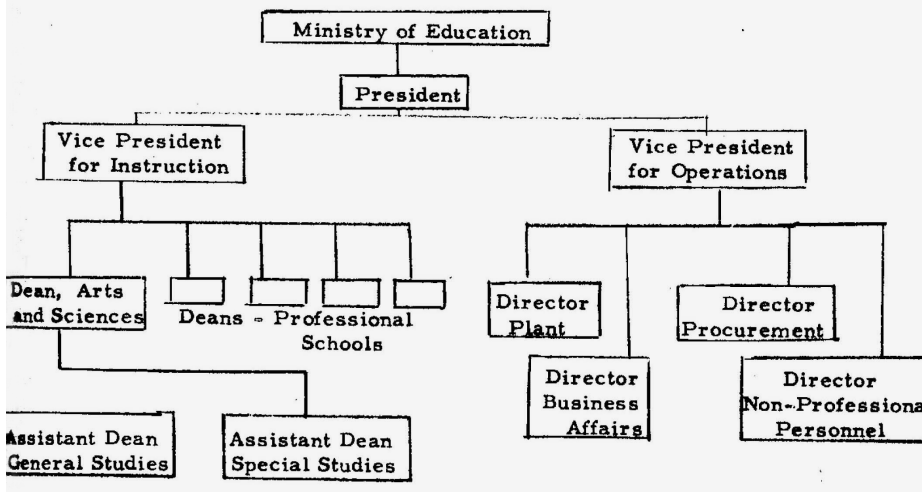 Ministry of Education
President
Vice President
for Instruction
Vice President
for Operations
Dean, Arts
and Sciences
Deans - Professional
Schools
Director
Plant
Director
Procurement
Director
Business
Affairs
Director
Non-Professiona
Personnel
Assistant Dean
General Studies
Assistant Dean
Special Studies